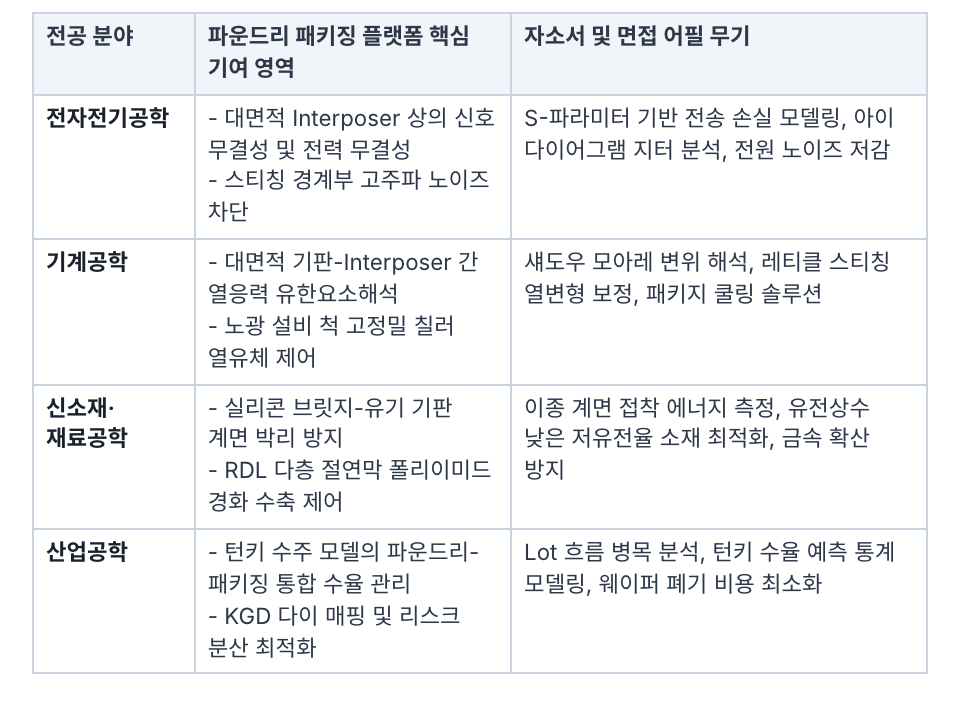 전공 분야
파운드리 패키징 플랫폼 핵심
기여 영역
자소서 및 면접 어필 무기
전자전기공학
- 대면적 Interposer 상의 신호
무결성 및 전력 무결성
- 스티칭 경계부 고주파 노이즈
차단
S-파라미터 기반 전송 손실 모델링, 아이
다이어그램 지터 분석, 전원 노이즈 저감
기계공학
- 대면적 기판-Interposer 간
열응력 유한요소해석
- 노광 설비 척 고정밀 칠러
열유체 제어
섀도우 모아레 변위 해석, 레티클 스티칭
열변형 보정, 패키지 쿨링 솔루션
신소재·
재료공학
- 실리콘 브릿지-유기 기판
계면 박리 방지
- RDL 다층 절연막 폴리이미드
경화 수축 제어
이종 계면 접착 에너지 측정, 유전상수
낮은 저유전율 소재 최적화, 금속 확산
방지
산업공학
- 턴키 수주 모델의 파운드리-
패키징 통합 수율 관리
- KGD 다이 매핑 및 리스크
분산 최적화
Lot 흐름 병목 분석, 턴키 수율 예측 통계
모델링, 웨이퍼 폐기 비용 최소화